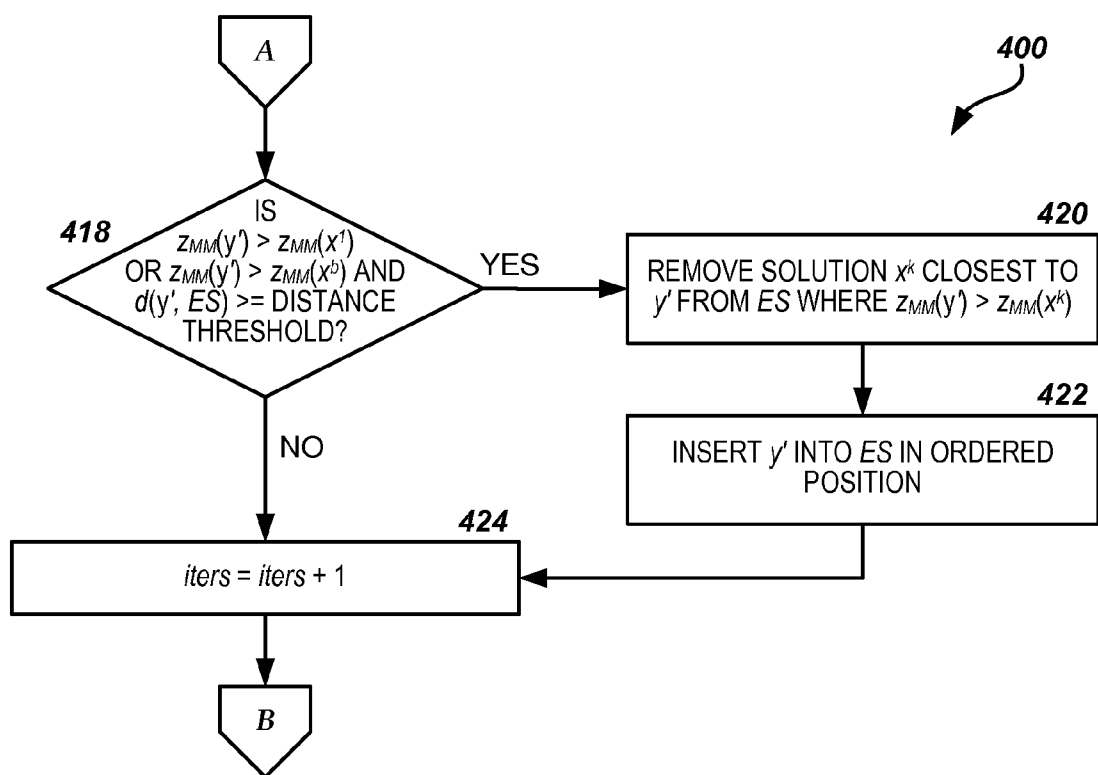 A
400
418
IS
zMM(y') > zMM(x¹)
OR zMM(y') > zMM(xᵇ) AND
d(y', ES) >= DISTANCE
THRESHOLD?
YES
420
REMOVE SOLUTION xᵏ CLOSEST TO
y' FROM ES WHERE zMM(y') > zMM(xᵏ)
NO
422
INSERT y' INTO ES IN ORDERED
POSITION
424
iters = iters + 1
B